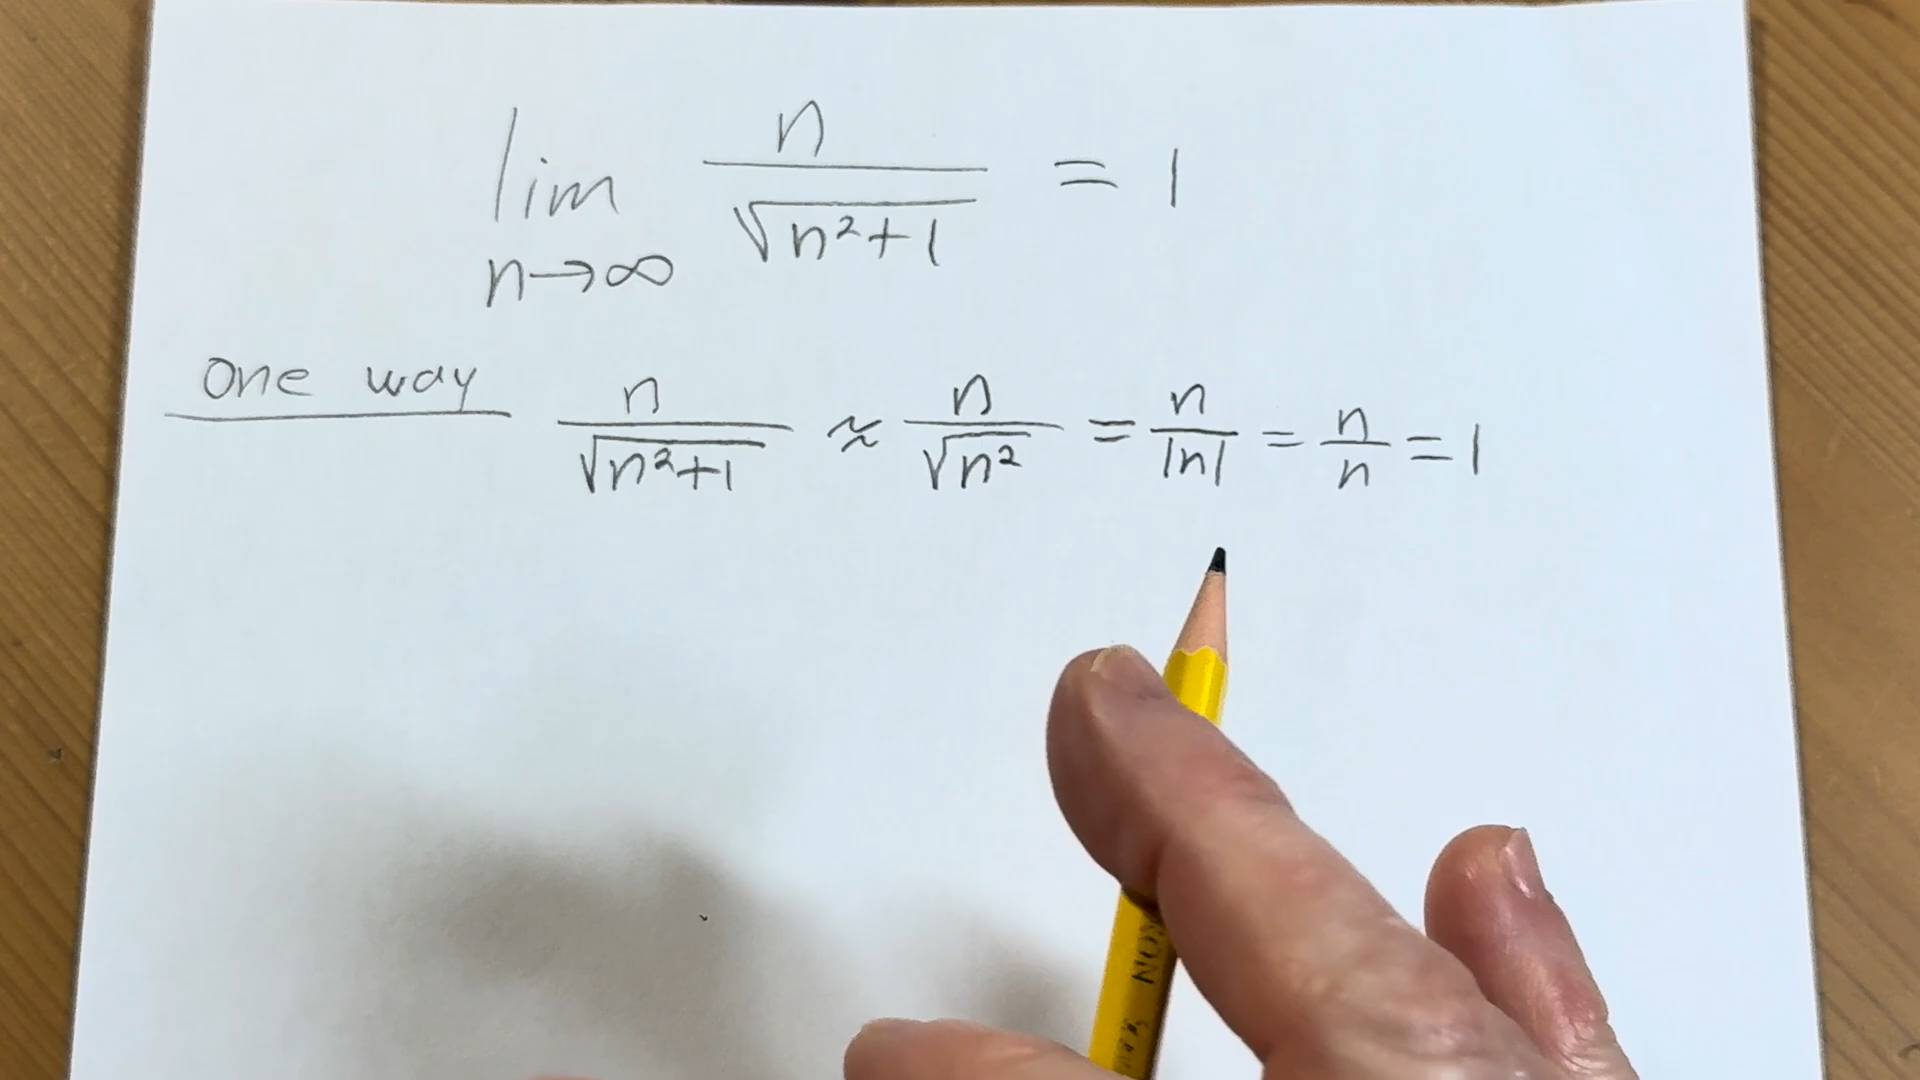 lim n→∞ n/√(n²+1) = 1
One way n/√(n²+1) ≈ n/√(n²) = n/|n| = n/n = 1